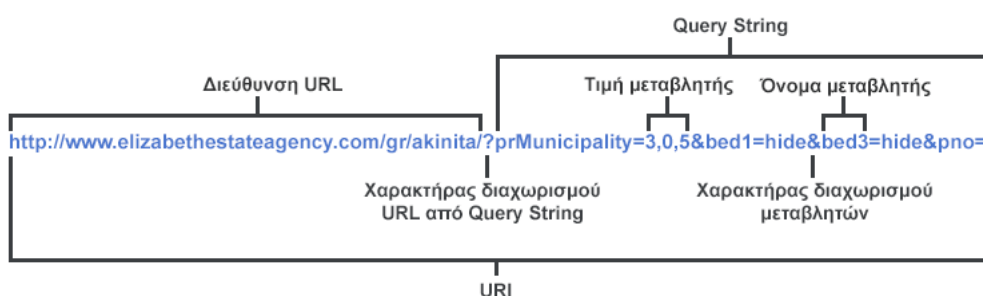 Query String
Διεύθυνση URL
Τιμή μεταβλητής
Όνομα μεταβλητής
http://www.elizabethestateagency.com/gr/akinita/?prMunicipality=3,0,5&bed1=hide&bed3=hide&pno=
Χαρακτήρας διαχωρισμού
URL από Query String
Χαρακτήρας διαχωρισμού
μεταβλητών
URI